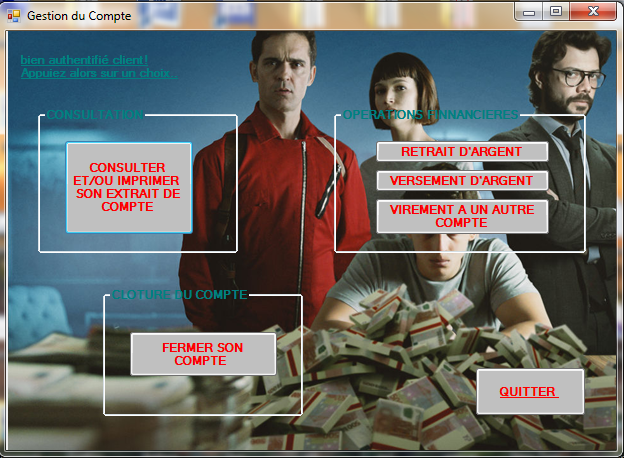 Gestion du Compte
bien authentifié client!
Appuiez alors sur un choix...
CONSULTATION
CONSULTER
ET/OU IMPRIMER
SON EXTRAIT DE
COMPTE
OPERATIONS FINNANCIERES
RETRAIT D'ARGENT
VERSEMENT D'ARGENT
VIREMENT A UN AUTRE
COMPTE
CLOTURE DU COMPTE
FERMER SON
COMPTE
QUITTER